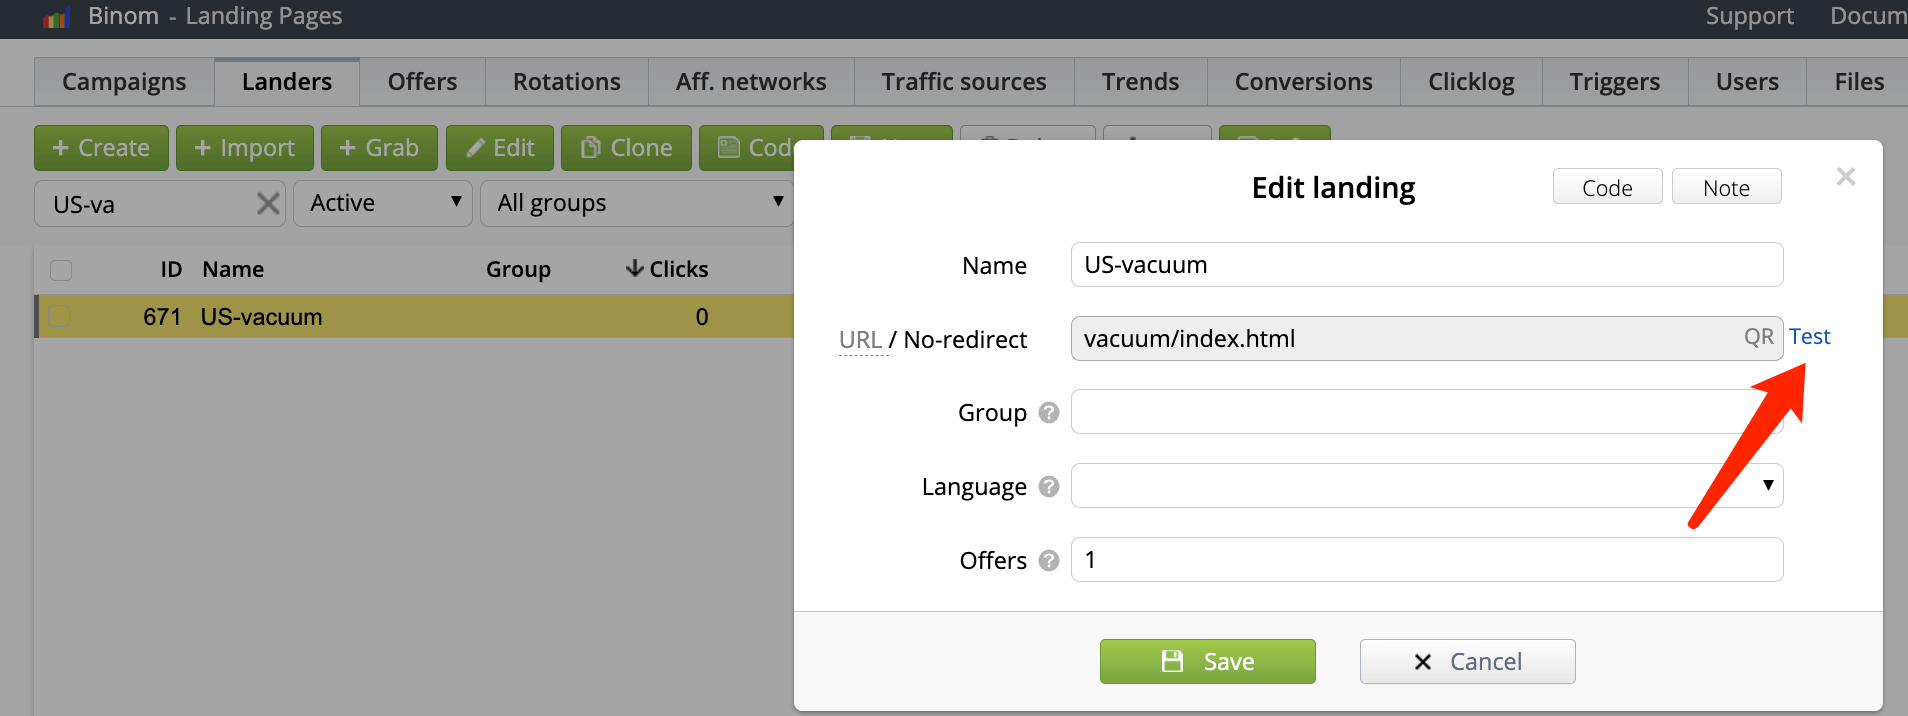 Binom - Landing Pages Support Docum
Campaigns Landers Offers Rotations Aff. networks Traffic sources Trends Conversions Clicklog Triggers Users Files
+ Create + Import + Grab Edit Clone Cod
US-va Active All groups
Edit landing Code Note
ID Name Group Clicks
671 US-vacuum 0
Name US-vacuum
URL / No-redirect vacuum/index.html QR Test
Group ?
Language ?
Offers ? 1
Save Cancel